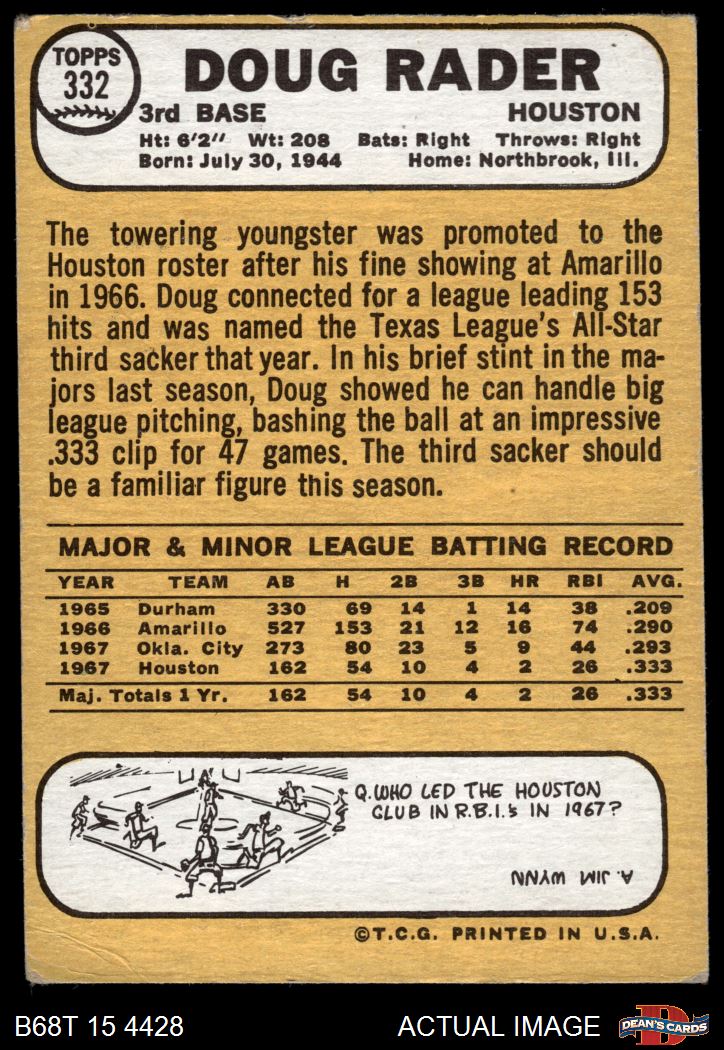 TOPPS
332
DOUG RADER
3rd BASE HOUSTON
Ht: 6'2" Wt: 208 Bats: Right Throws: Right
Born: July 30, 1944 Home: Northbrook, Ill.
The towering youngster was promoted to the
Houston roster after his fine showing at Amarillo
in 1966. Doug connected for a league leading 153
hits and was named the Texas League's All-Star
third sacker that year. In his brief stint in the ma-
jors last season, Doug showed he can handle big
league pitching, bashing the ball at an impressive
.333 clip for 47 games. The third sacker should
be a familiar figure this season.
MAJOR & MINOR LEAGUE BATTING RECORD
YEAR TEAM AB H 2B 3B HR RBI AVG.
1965 Durham 330 69 14 1 14 38 .209
1966 Amarillo 527 153 21 12 16 74 .290
1967 Okla. City 273 80 23 5 9 44 .293
1967 Houston 162 54 10 4 2 26 .333
Maj. Totals 1 Yr. 162 54 10 4 2 26 .333
Q. WHO LED THE HOUSTON
CLUB IN R.B.I.s IN 1967?
A. JIM WYNN
©T.C.G. PRINTED IN U.S.A.
B68T 15 4428 ACTUAL IMAGE
D
DEAN'S CARDS